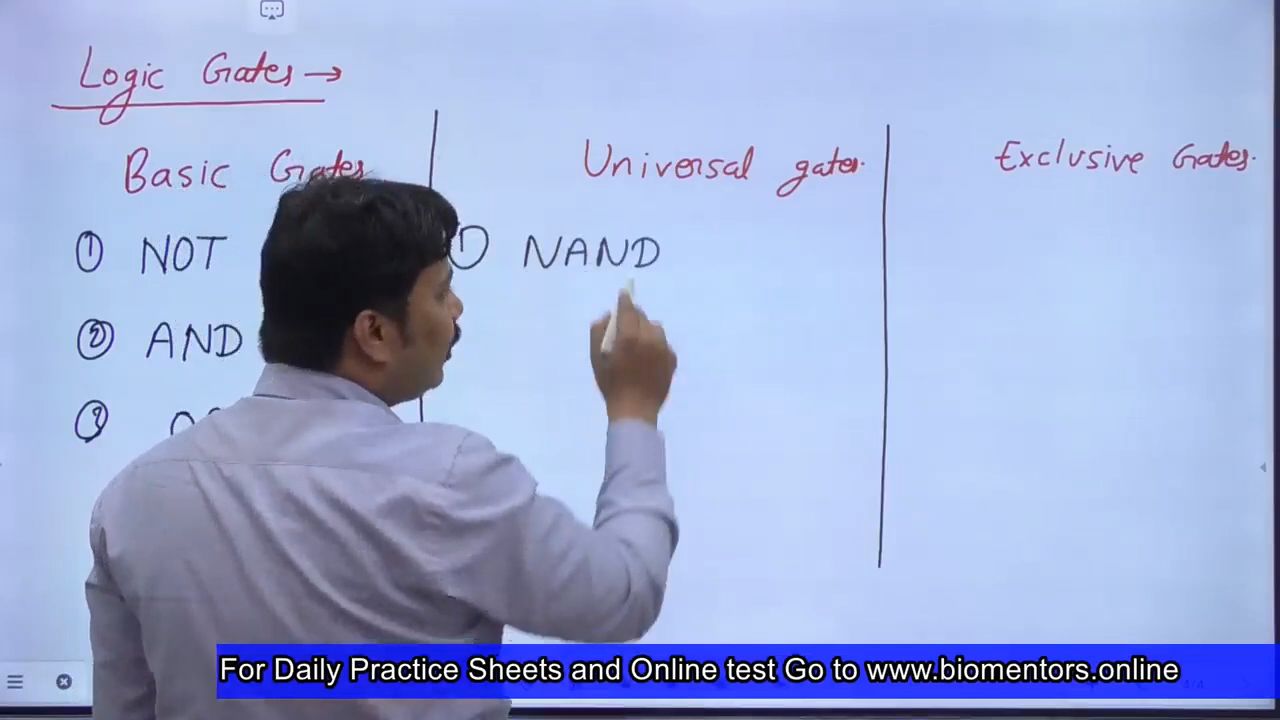 Logic Gates →
Basic Gates
Universal gates.
Exclusive Gates.
① NOT
① NAND
② AND
③
For Daily Practice Sheets and Online test Go to www.biomentors.online